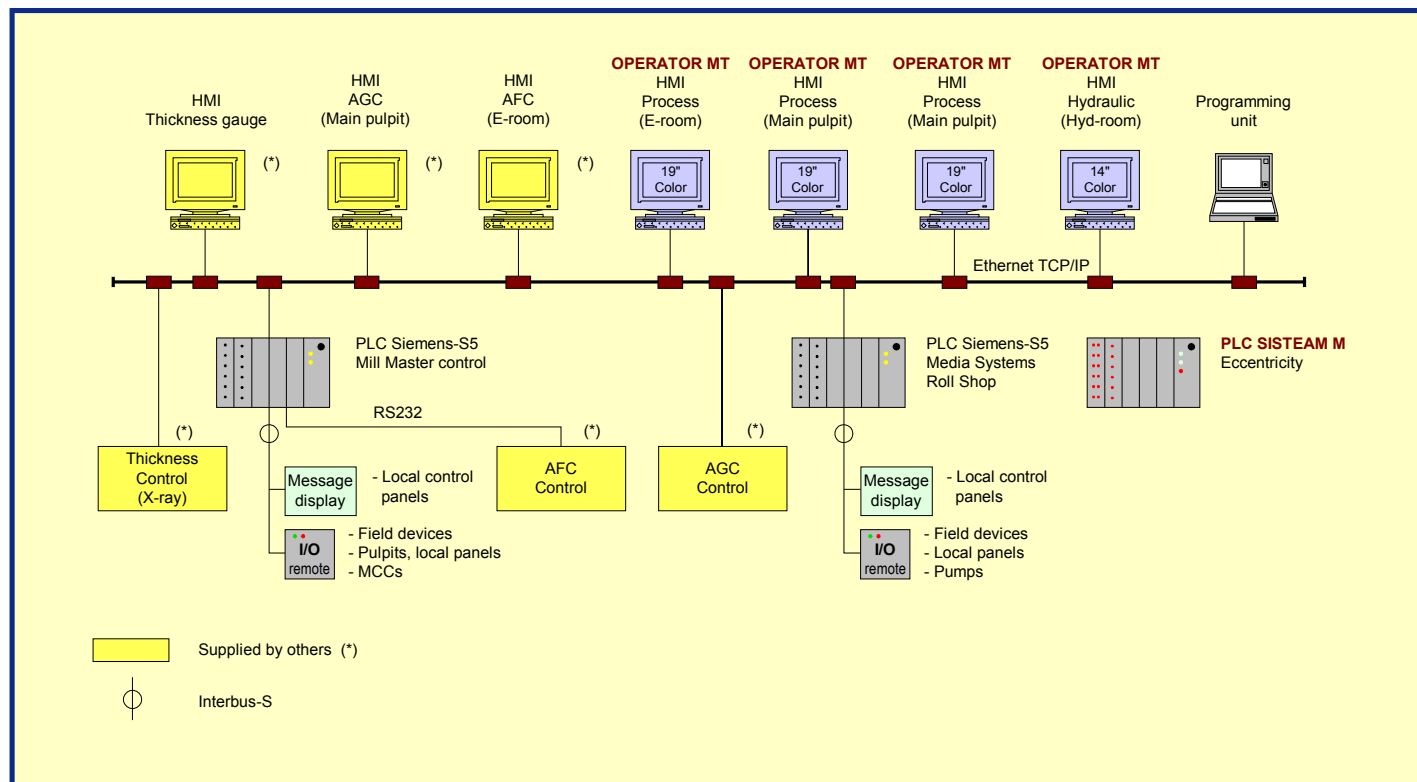 HMI
Thickness gauge
(*)
HMI
AGC
(Main pulpit)
(*)
HMI
AFC
(E-room)
(*)
OPERATOR MT
HMI
Process
(E-room)
19"
Color
OPERATOR MT
HMI
Process
(Main pulpit)
19"
Color
OPERATOR MT
HMI
Process
(Main pulpit)
19"
Color
OPERATOR MT
HMI
Hydraulic
(Hyd-room)
14"
Color
Programming
unit
Ethernet TCP/IP
PLC Siemens-S5
Mill Master control
RS232
PLC Siemens-S5
Media Systems
Roll Shop
PLC SISTEAM M
Eccentricity
(*)
Thickness
Control
(X-ray)
(*)
AFC
Control
(*)
AGC
Control
Message
display
- Local control
panels
I/O
remote
- Field devices
- Pulpits, local panels
- MCCs
Message
display
- Local control
panels
I/O
remote
- Field devices
- Local panels
- Pumps
Supplied by others (*)
Interbus-S